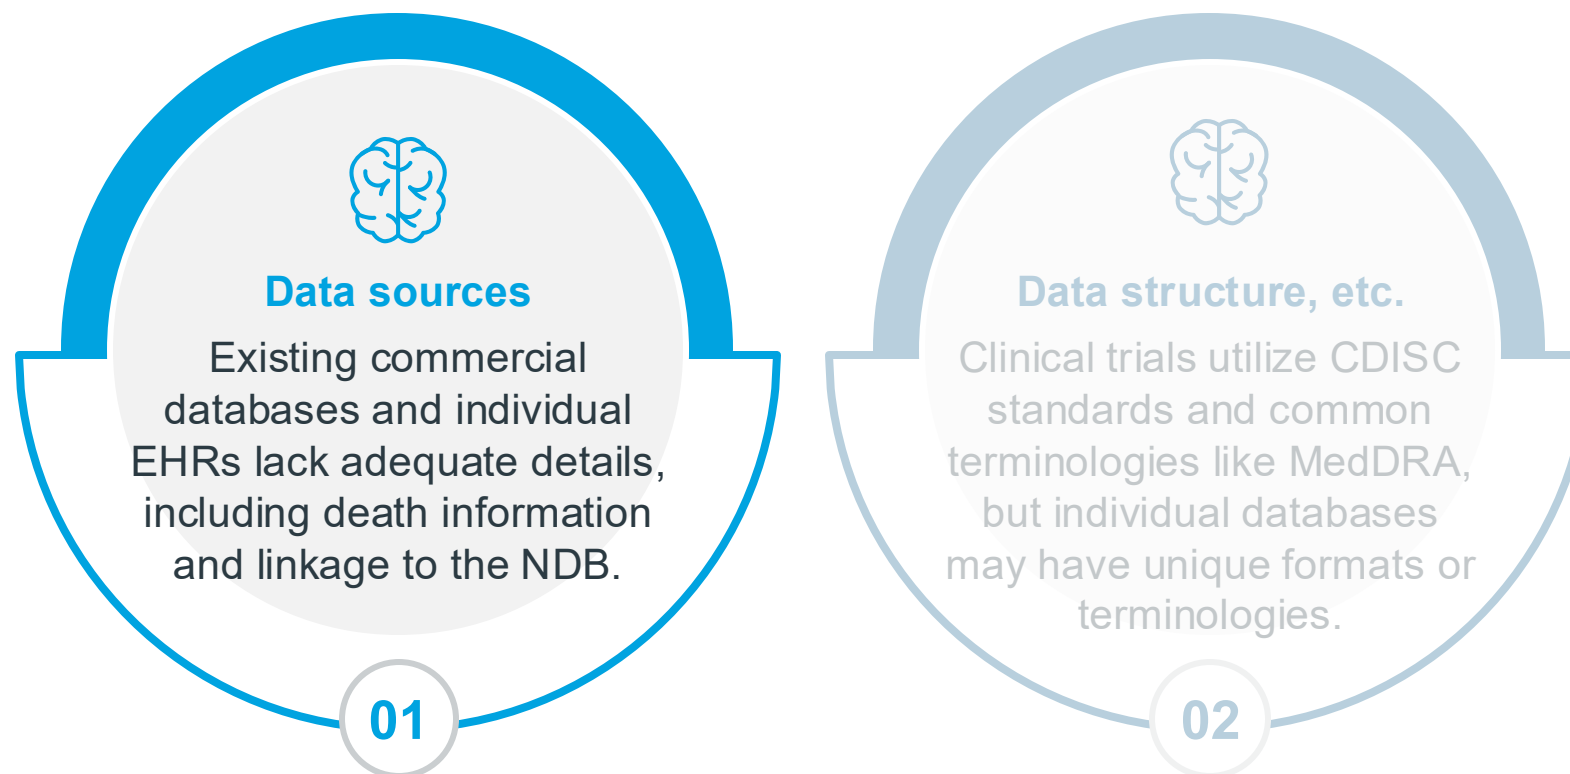 Data sources
Existing commercial
databases and individual
EHRs lack adequate details,
including death information
and linkage to the NDB.
01
Data structure, etc.
Clinical trials utilize CDISC
standards and common
terminologies like MedDRA,
but individual databases
may have unique formats or
terminologies.
02